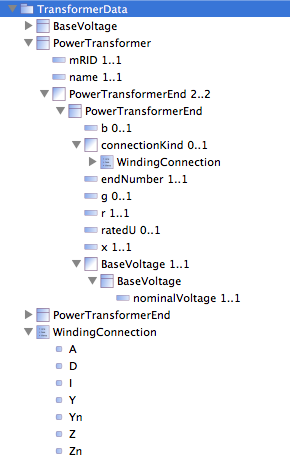 TransformerData
BaseVoltage
PowerTransformer
mRID 1..1
name 1..1
PowerTransformerEnd 2..2
PowerTransformerEnd
b 0..1
connectionKind 0..1
WindingConnection
endNumber 1..1
g 0..1
r 1..1
ratedU 0..1
x 1..1
BaseVoltage 1..1
BaseVoltage
nominalVoltage 1..1
PowerTransformerEnd
WindingConnection
A
D
I
Y
Yn
Z
Zn